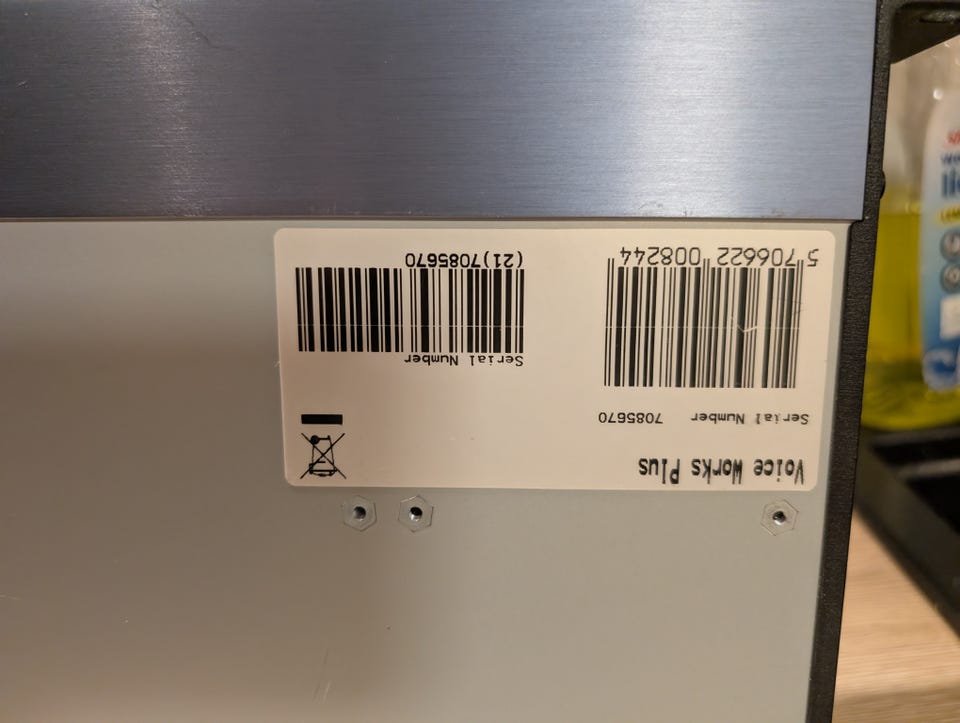 Voice Works Plus
Serial Number 7085670
5 706622 008244
Serial Number
(21)7085670